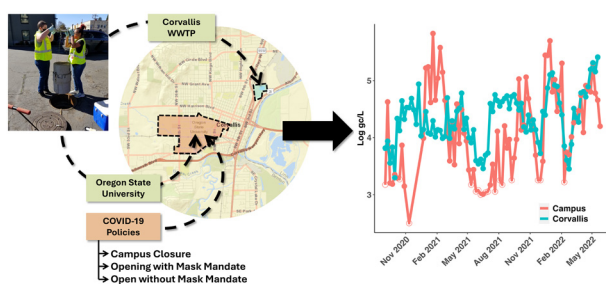 Corvallis
WWTP
Corvallis
Oregon State
University
COVID-19
Policies
Campus Closure
Opening with Mask Mandate
Open without Mask Mandate
Log gc/L
5
4
3
Campus
Corvallis
Nov 2020
Feb 2021
May 2021
Aug 2021
Nov 2021
Feb 2022
May 2022